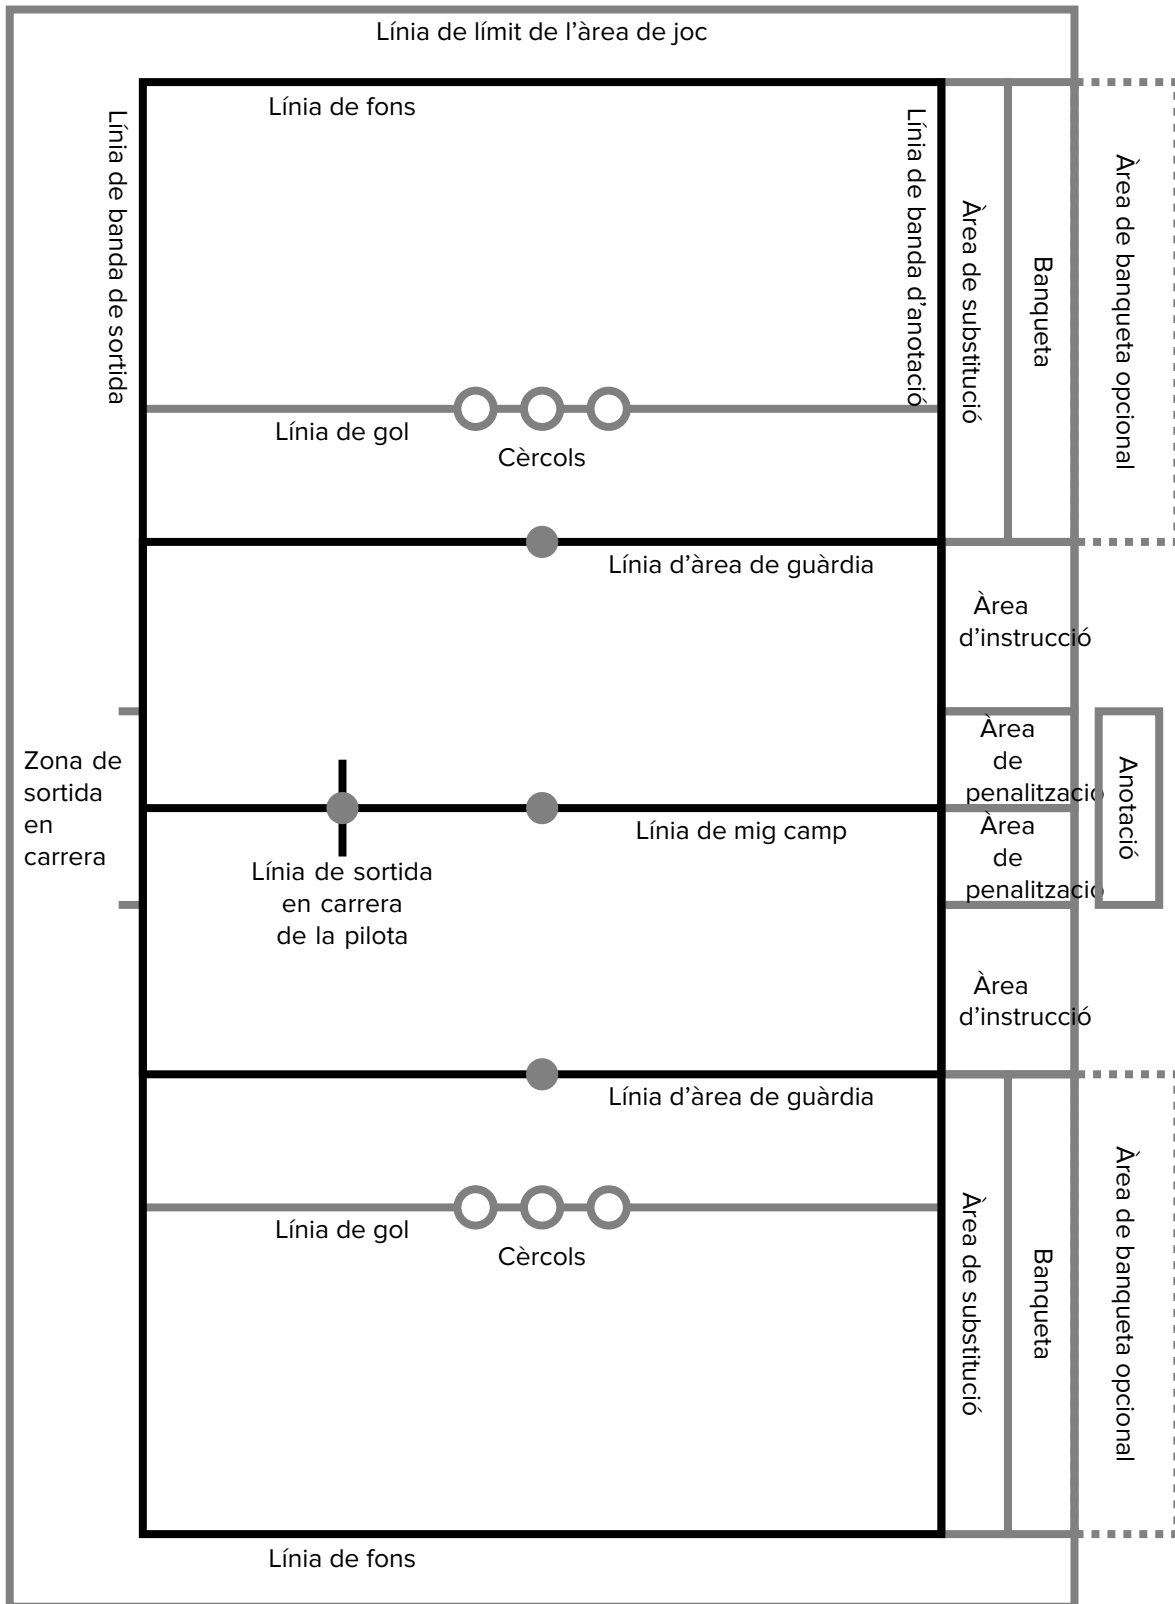 Línia de límit de l’àrea de joc
Línia de fons
Línia de banda de sortida
Línia de banda d’anotació
Àrea de substitució
Banqueta
Àrea de banqueta opcional
Línia de gol
Cèrcols
Línia d’àrea de guàrdia
Àrea
d’instrucció
Zona de
sortida
en
carrera
Àrea
de
penalització
Anotació
Línia de mig camp
Àrea
de
penalització
Línia de sortida
en carrera
de la pilota
Àrea
d’instrucció
Línia d’àrea de guàrdia
Línia de gol
Cèrcols
Àrea de substitució
Banqueta
Àrea de banqueta opcional
Línia de fons